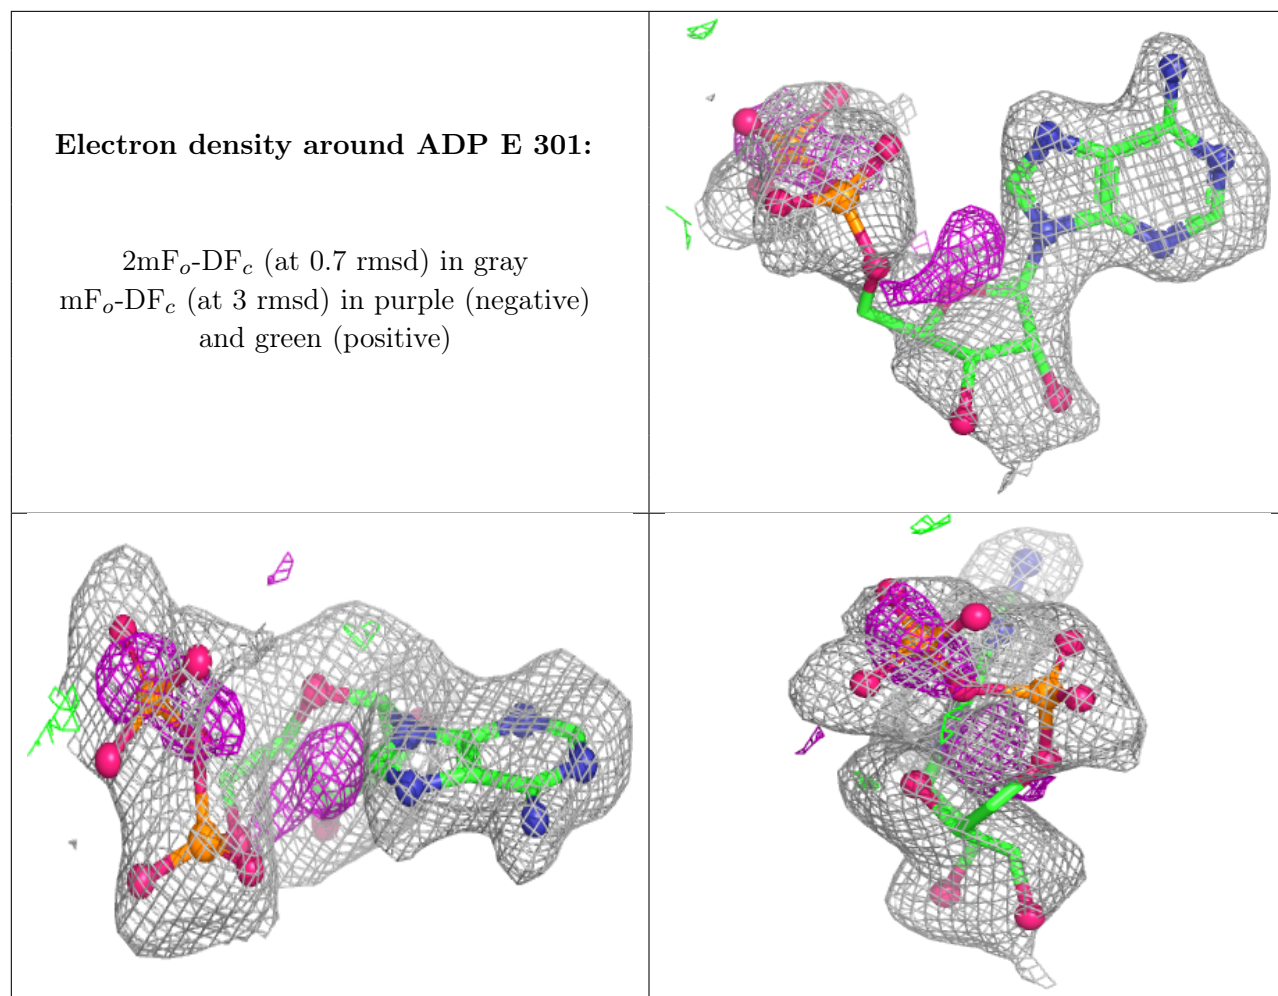 Electron density around ADP E 301:
2mFo-DFc (at 0.7 rmsd) in gray
mFo-DFc (at 3 rmsd) in purple (negative)
and green (positive)